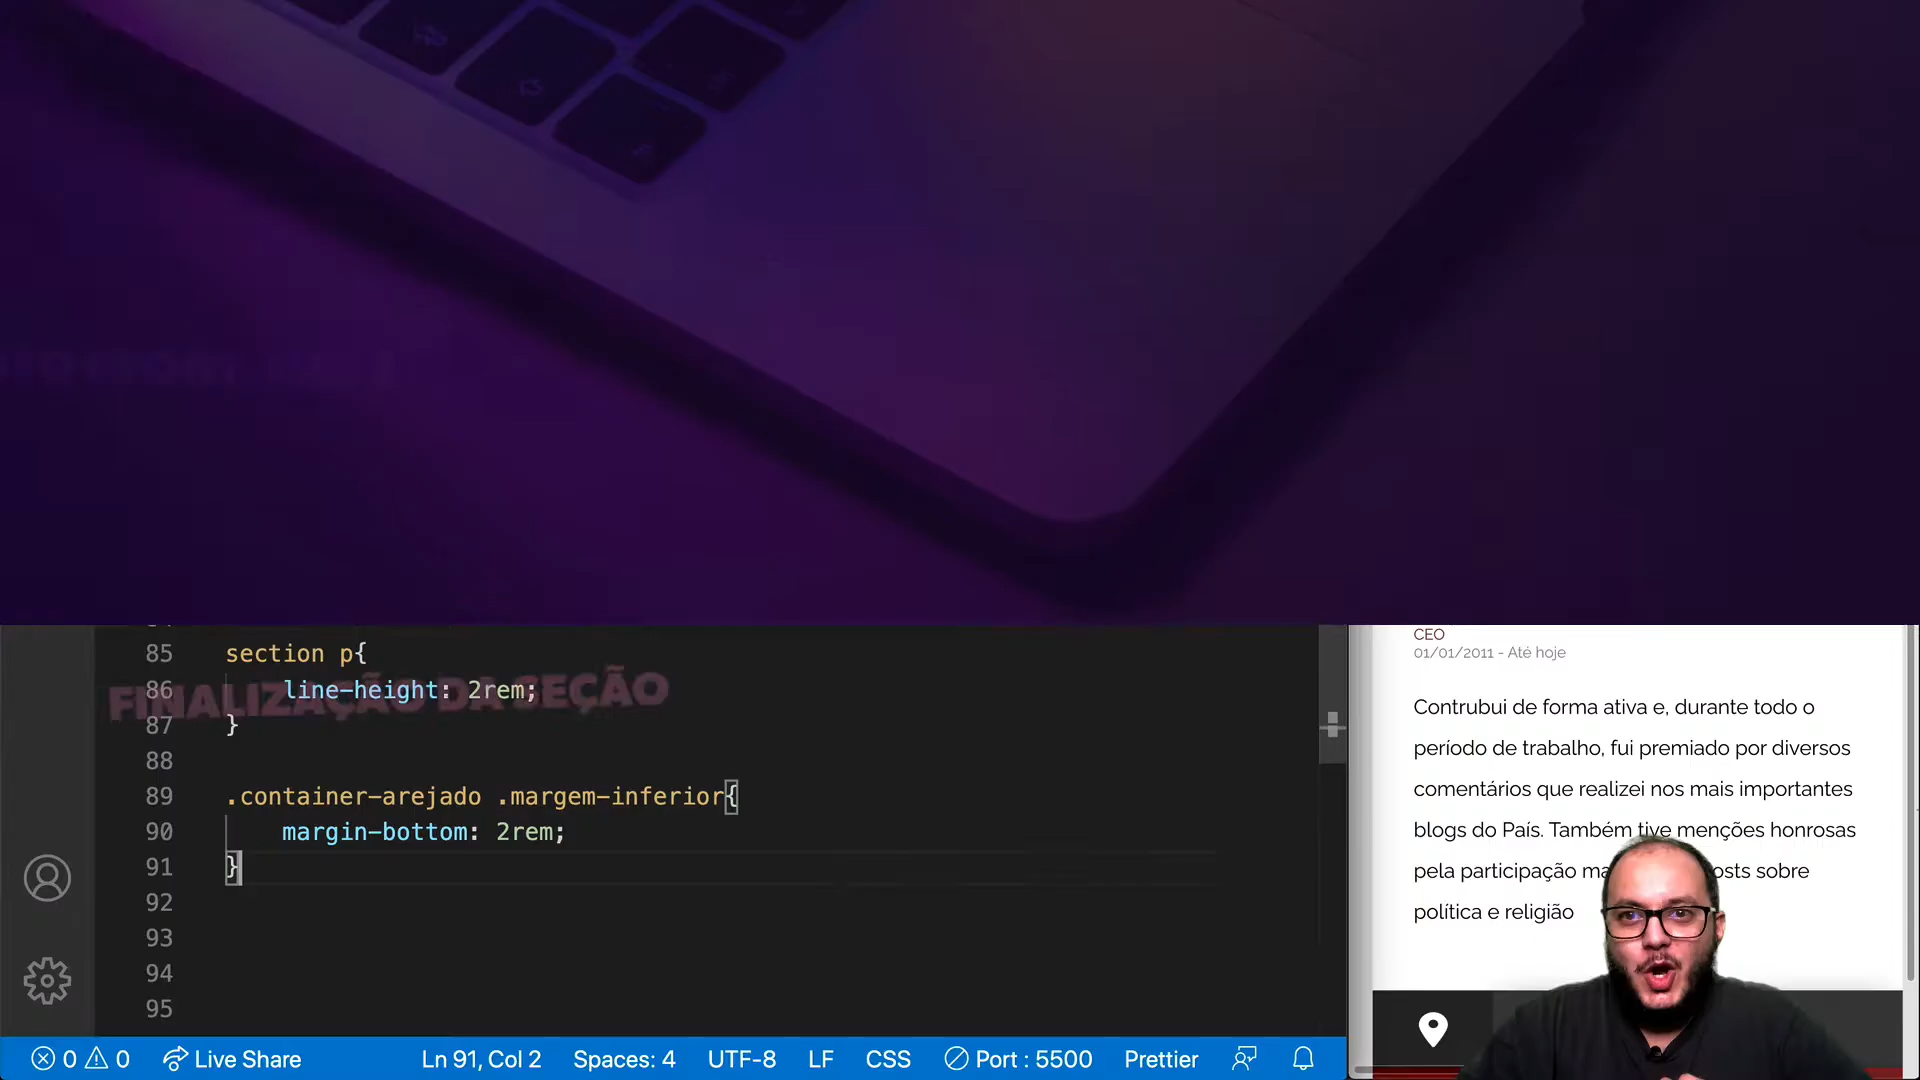 85 section p{
86 line-height: 2rem;
FINALIZAÇÃO DA SEÇÃO
87 }
88
89 .container-arejado .margem-inferior{
90 margin-bottom: 2rem;
91 }
92
93
94
95
0 0 Live Share Ln 91, Col 2 Spaces: 4 UTF-8 LF CSS Port : 5500 Prettier
CEO
01/01/2011 - Até hoje
Contrubui de forma ativa e, durante todo o
período de trabalho, fui premiado por diversos
comentários que realizei nos mais importantes
blogs do País. Também tive menções honrosas
pela participação ma osts sobre
política e religião